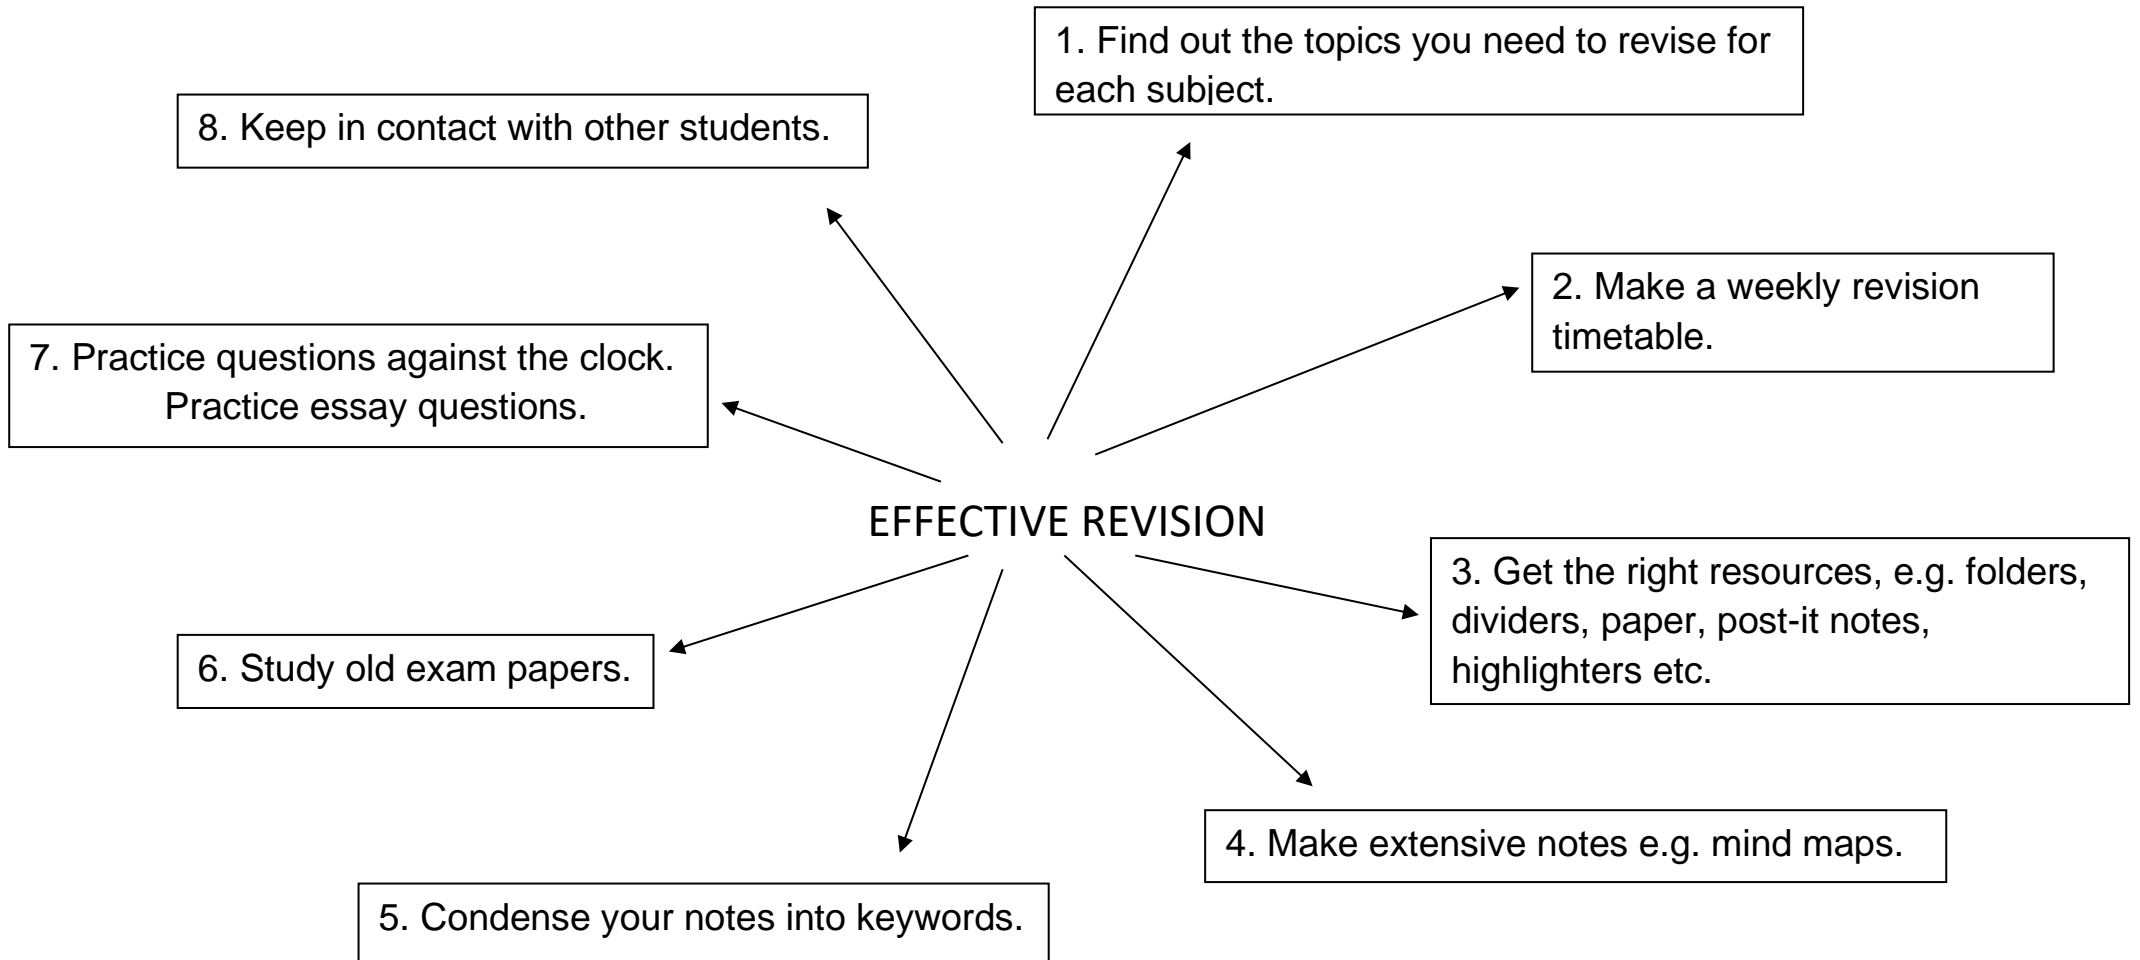 1. Find out the topics you need to revise for
each subject.
8. Keep in contact with other students.
2. Make a weekly revision
timetable.
7. Practice questions against the clock.
Practice essay questions.
EFFECTIVE REVISION
3. Get the right resources, e.g. folders,
dividers, paper, post-it notes,
highlighters etc.
6. Study old exam papers.
4. Make extensive notes e.g. mind maps.
5. Condense your notes into keywords.